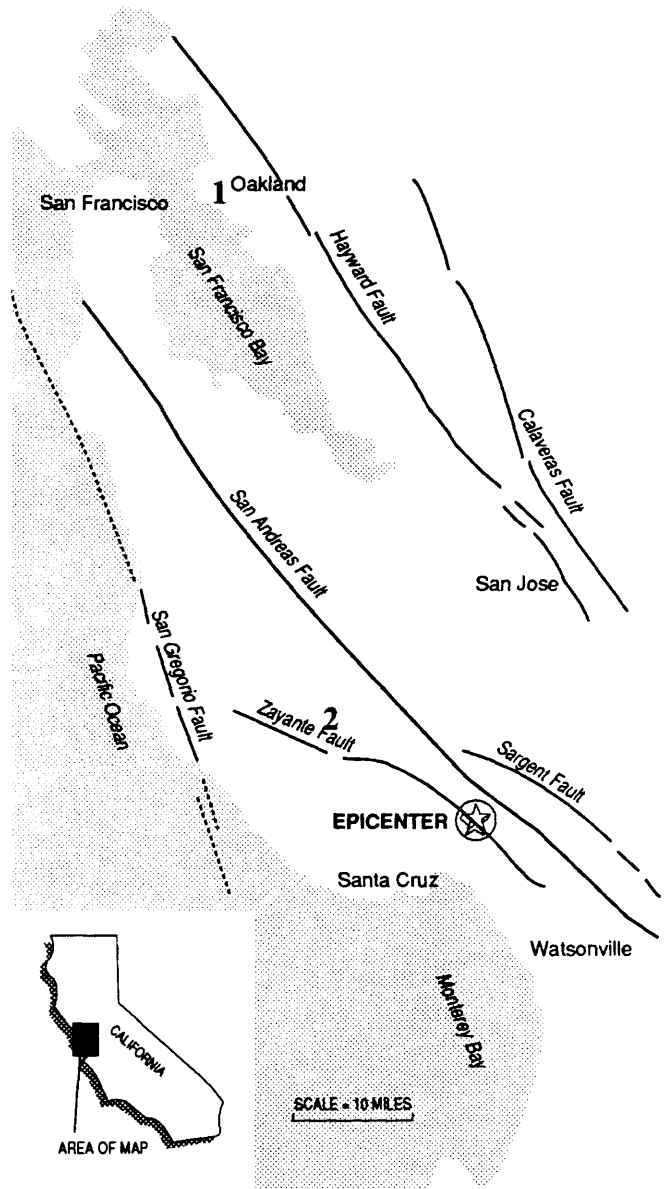 1 Oakland
San Francisco
San Francisco Bay
Hayward Fault
Calaveras Fault
San Andreas Fault
San Jose
San Gregorio Fault
Pacific Ocean
2
Zayante Fault
Sargent Fault
EPICENTER
Santa Cruz
Watsonville
Monterey Bay
CALIFORNIA
SCALE = 10 MILES
AREA OF MAP